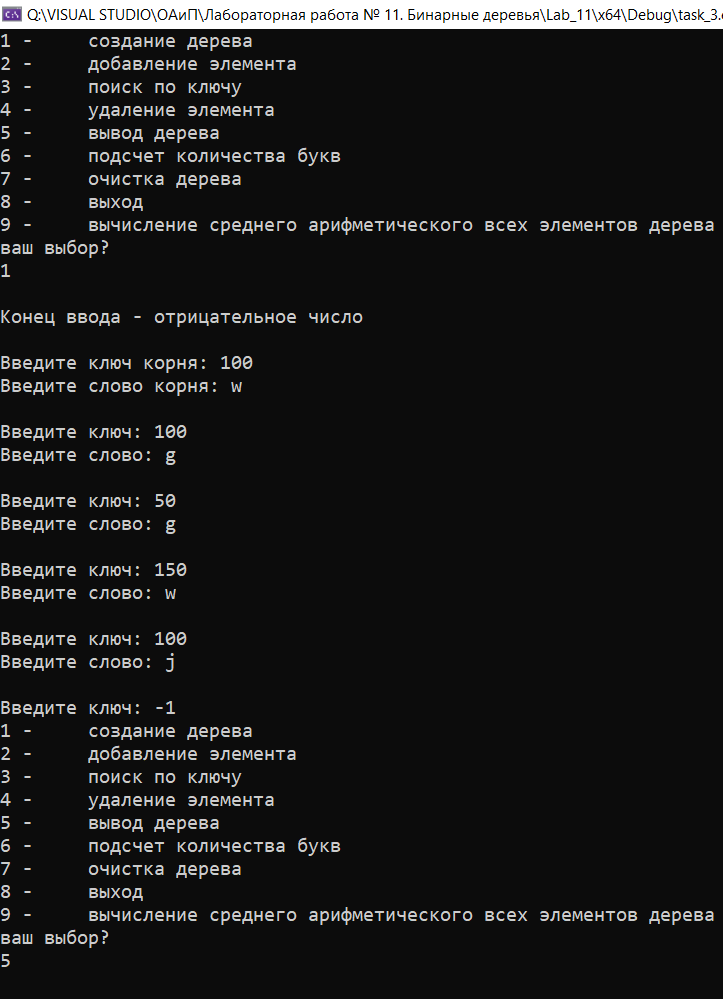 Q:\VISUAL STUDIO\ОАиП\Лабораторная работа № 11. Бинарные деревья\Lab_11\x64\Debug\task_3.
1 -     создание дерева
2 -     добавление элемента
3 -     поиск по ключу
4 -     удаление элемента
5 -     вывод дерева
6 -     подсчет количества букв
7 -     очистка дерева
8 -     выход
9 -     вычисление среднего арифметического всех элементов дерева
ваш выбор?
1
Конец ввода - отрицательное число
Введите ключ корня: 100
Введите слово корня: w
Введите ключ: 100
Введите слово: g
Введите ключ: 50
Введите слово: g
Введите ключ: 150
Введите слово: w
Введите ключ: 100
Введите слово: j
Введите ключ: -1
1 -     создание дерева
2 -     добавление элемента
3 -     поиск по ключу
4 -     удаление элемента
5 -     вывод дерева
6 -     подсчет количества букв
7 -     очистка дерева
8 -     выход
9 -     вычисление среднего арифметического всех элементов дерева
ваш выбор?
5